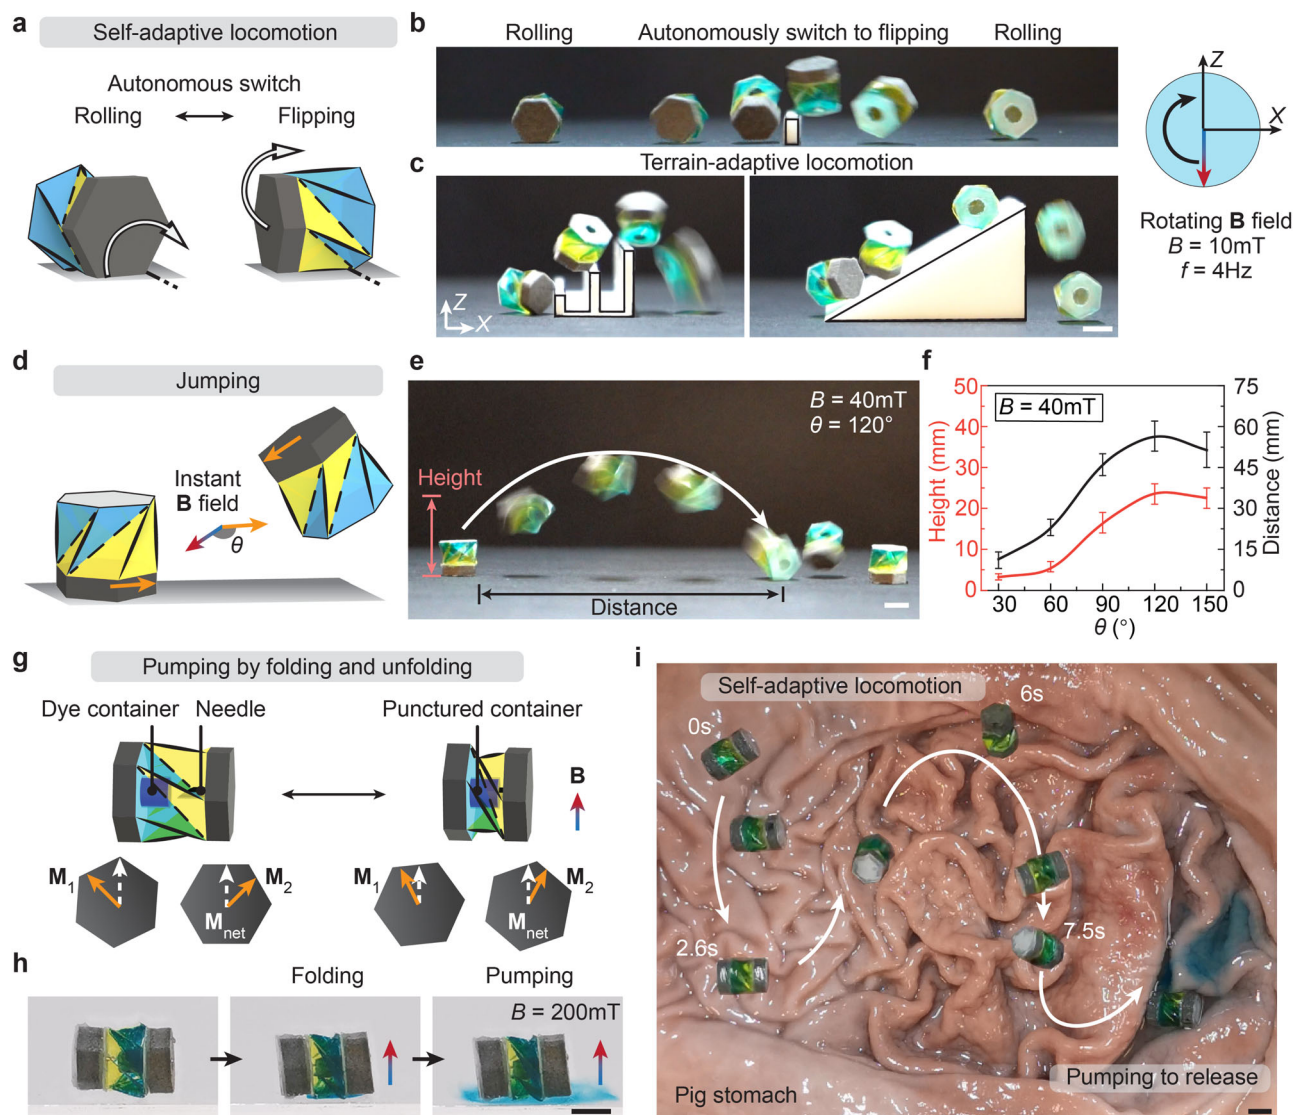 a
Self-adaptive locomotion
Autonomous switch
Rolling
Flipping
b
Rolling
Autonomously switch to flipping
Rolling
c
Terrain-adaptive locomotion
Z
X
Z
X
Rotating B field
B = 10mT
f = 4Hz
d
Jumping
Instant
B field
θ
e
B = 40mT
θ = 120°
Height
Distance
f
B = 40mT
Height (mm)
50
40
30
20
10
0
Distance (mm)
75
60
45
30
15
0
30 60 90 120 150
θ (°)
g
Pumping by folding and unfolding
Dye container
Needle
Punctured container
B
M1
M2
Mnet
M1
M2
Mnet
h
Folding
Pumping
B = 200mT
i
Self-adaptive locomotion
0s
6s
2.6s
7.5s
Pumping to release
Pig stomach